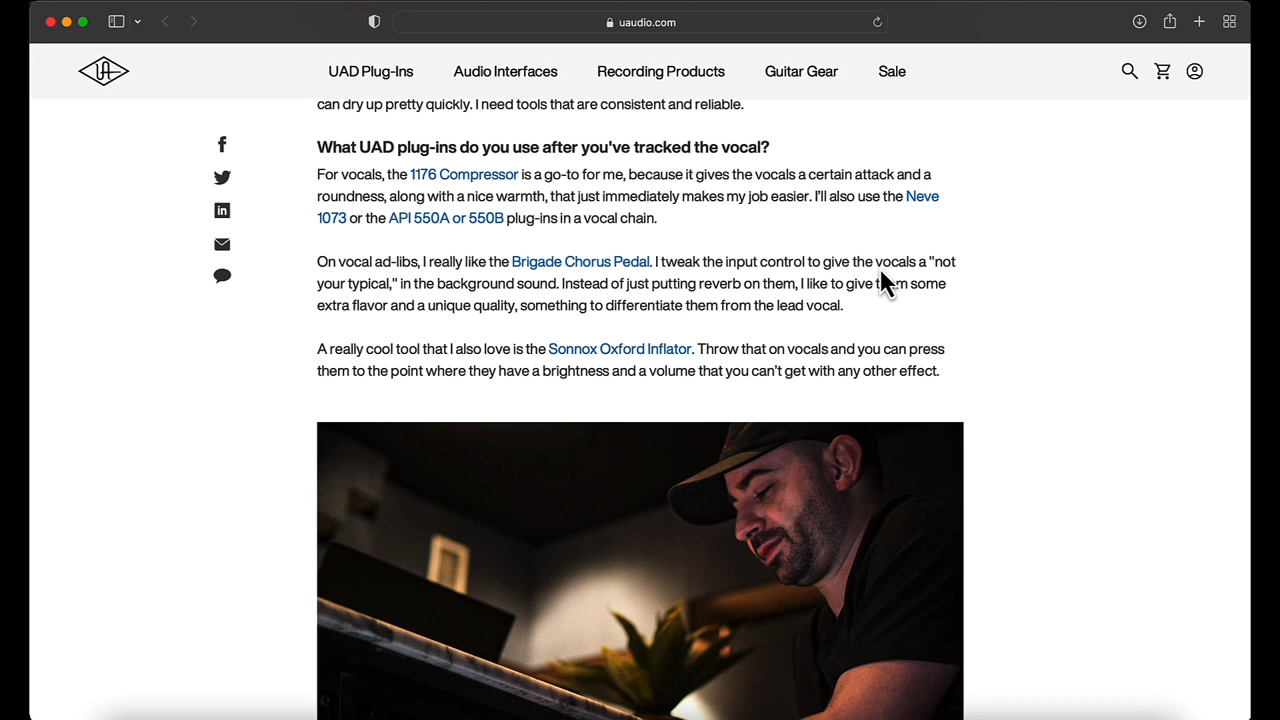 uaudio.com
UA
UAD Plug-Ins Audio Interfaces Recording Products Guitar Gear Sale
can dry up pretty quickly. I need tools that are consistent and reliable.
What UAD plug-ins do you use after you've tracked the vocal?
For vocals, the 1176 Compressor is a go-to for me, because it gives the vocals a certain attack and a
roundness, along with a nice warmth, that just immediately makes my job easier. I'll also use the Neve
1073 or the API 550A or 550B plug-ins in a vocal chain.
On vocal ad-libs, I really like the Brigade Chorus Pedal. I tweak the input control to give the vocals a "not
your typical," in the background sound. Instead of just putting reverb on them, I like to give them some
extra flavor and a unique quality, something to differentiate them from the lead vocal.
A really cool tool that I also love is the Sonnox Oxford Inflator. Throw that on vocals and you can press
them to the point where they have a brightness and a volume that you can't get with any other effect.